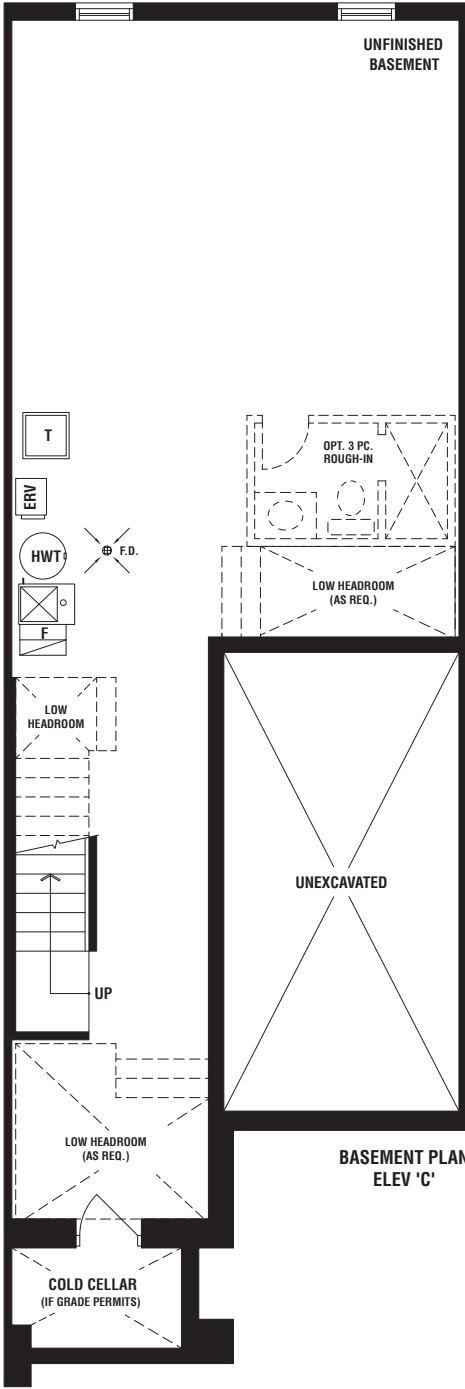 UNFINISHED
BASEMENT
T
OPT. 3 PC.
ROUGH-IN
ERV
HWT
F.D.
LOW HEADROOM
(AS REQ.)
F
LOW
HEADROOM
UNEXCAVATED
UP
LOW HEADROOM
(AS REQ.)
BASEMENT PLAN
ELEV 'C'
COLD CELLAR
(IF GRADE PERMITS)